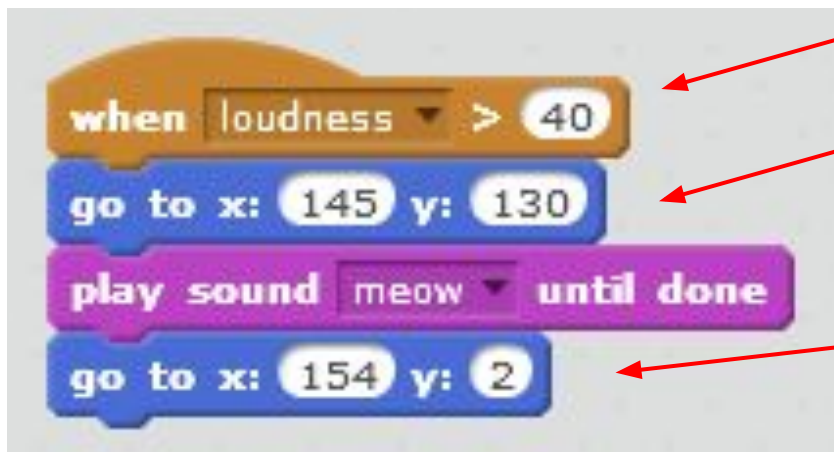 when loudness > 40
go to x: 145 y: 130
play sound meow until done
go to x: 154 y: 2